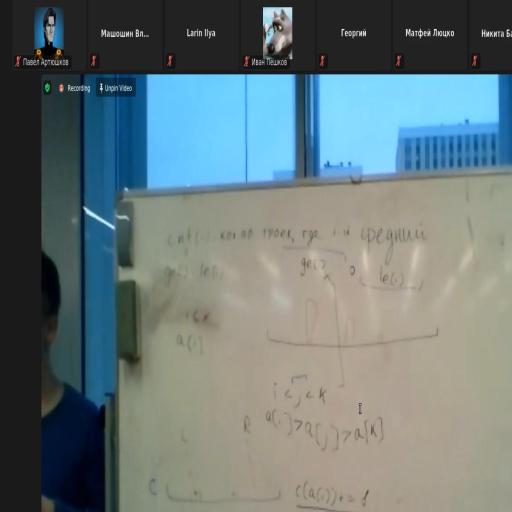 Павел Артюшков
Машошин Вл...
Larin Ilya
Иван Пешков
Георгий
Матфей Люцко
Никита Ба
Recording
Unpin Video
cnt(i) кол-во троек, где i-й средний
ge(i) le(i)
ge(i)
le(i)
a(i)
i < j < k
a(i) > a(j) > a[k]
L R
C
c(a(i)) += 1